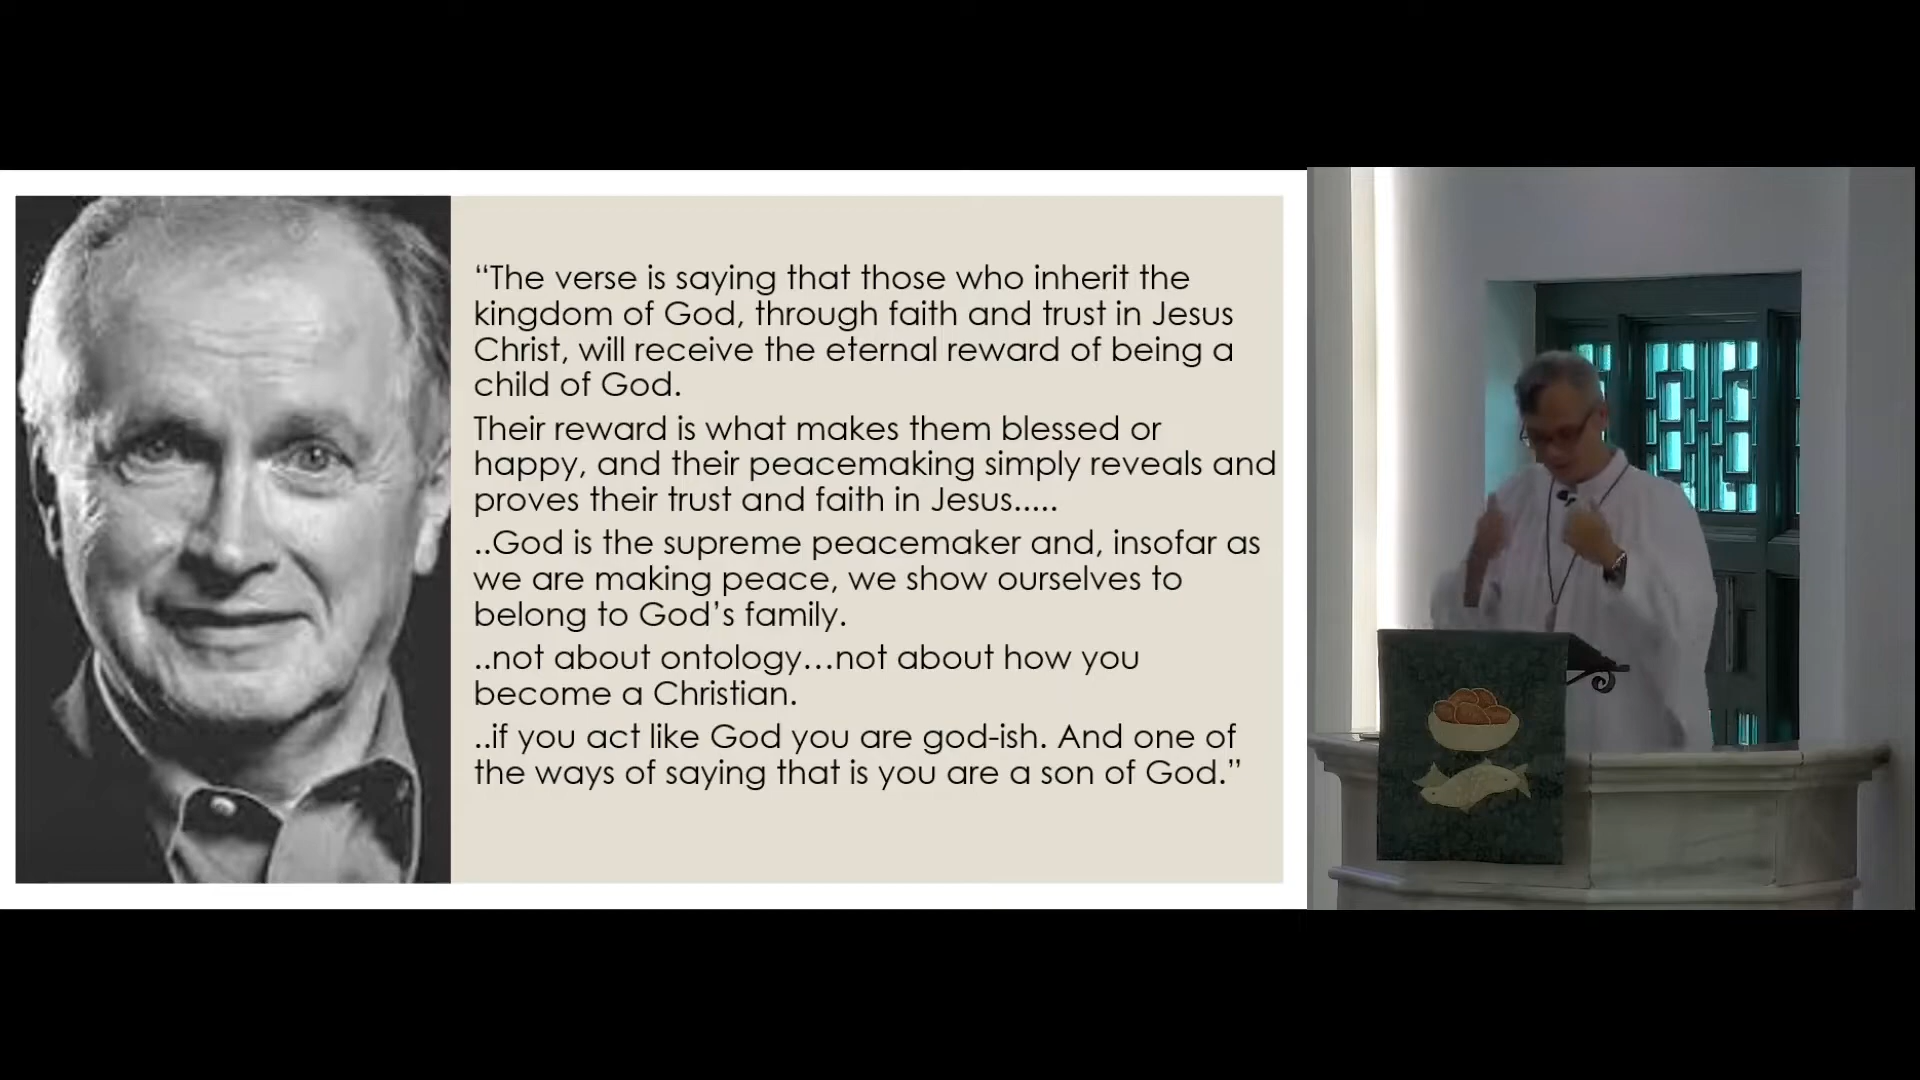 “The verse is saying that those who inherit the
kingdom of God, through faith and trust in Jesus
Christ, will receive the eternal reward of being a
child of God.
Their reward is what makes them blessed or
happy, and their peacemaking simply reveals and
proves their trust and faith in Jesus.....
..God is the supreme peacemaker and, insofar as
we are making peace, we show ourselves to
belong to God’s family.
..not about ontology…not about how you
become a Christian.
..if you act like God you are god-ish. And one of
the ways of saying that is you are a son of God.”